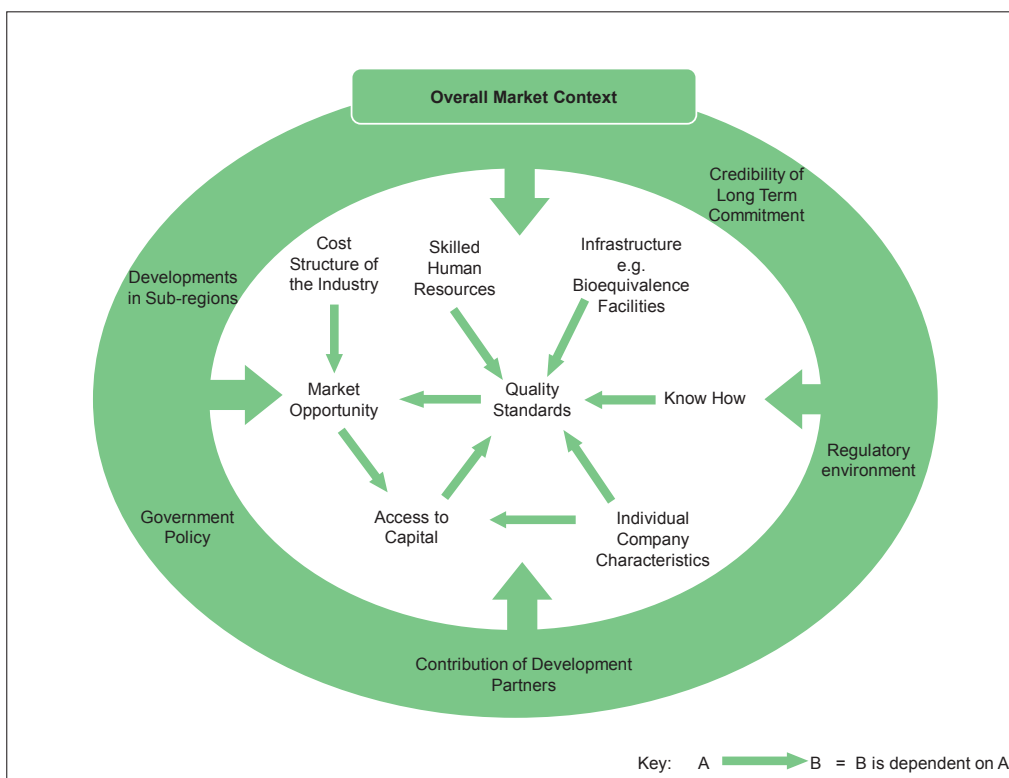 Overall Market Context
Credibility of
Long Term
Commitment
Developments
in Sub-regions
Cost
Structure of
the Industry
Skilled
Human
Resources
Infrastructure
e.g.
Bioequivalence
Facilities
Market
Opportunity
Quality
Standards
Know How
Regulatory
environment
Government
Policy
Access to
Capital
Individual
Company
Characteristics
Contribution of Development
Partners
Key: A B = B is dependent on A